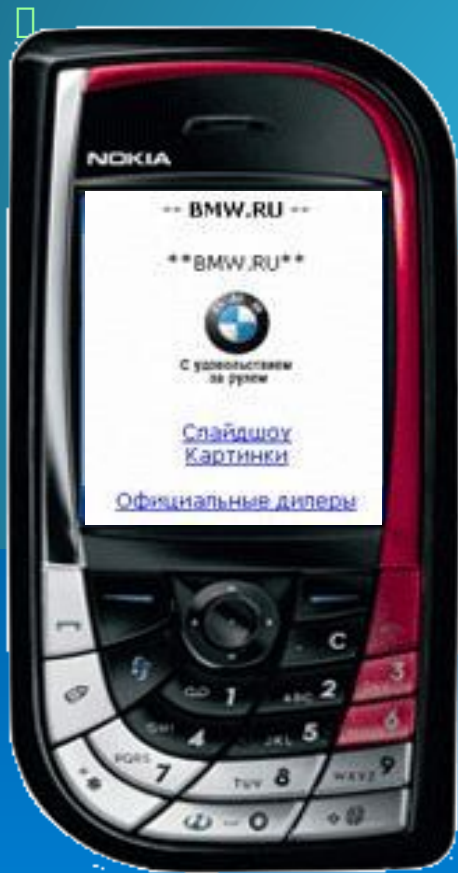 NOKIA
-- BMW.RU --
**BMW.RU**
С удовольствием
за рулем
Слайдшоу
Картинки
Официальные дилеры
C
1
ABC 2
3
GHI 4
JKL 5
6
PQRS 7
TUV 8
WXYZ 9
* 
0
#